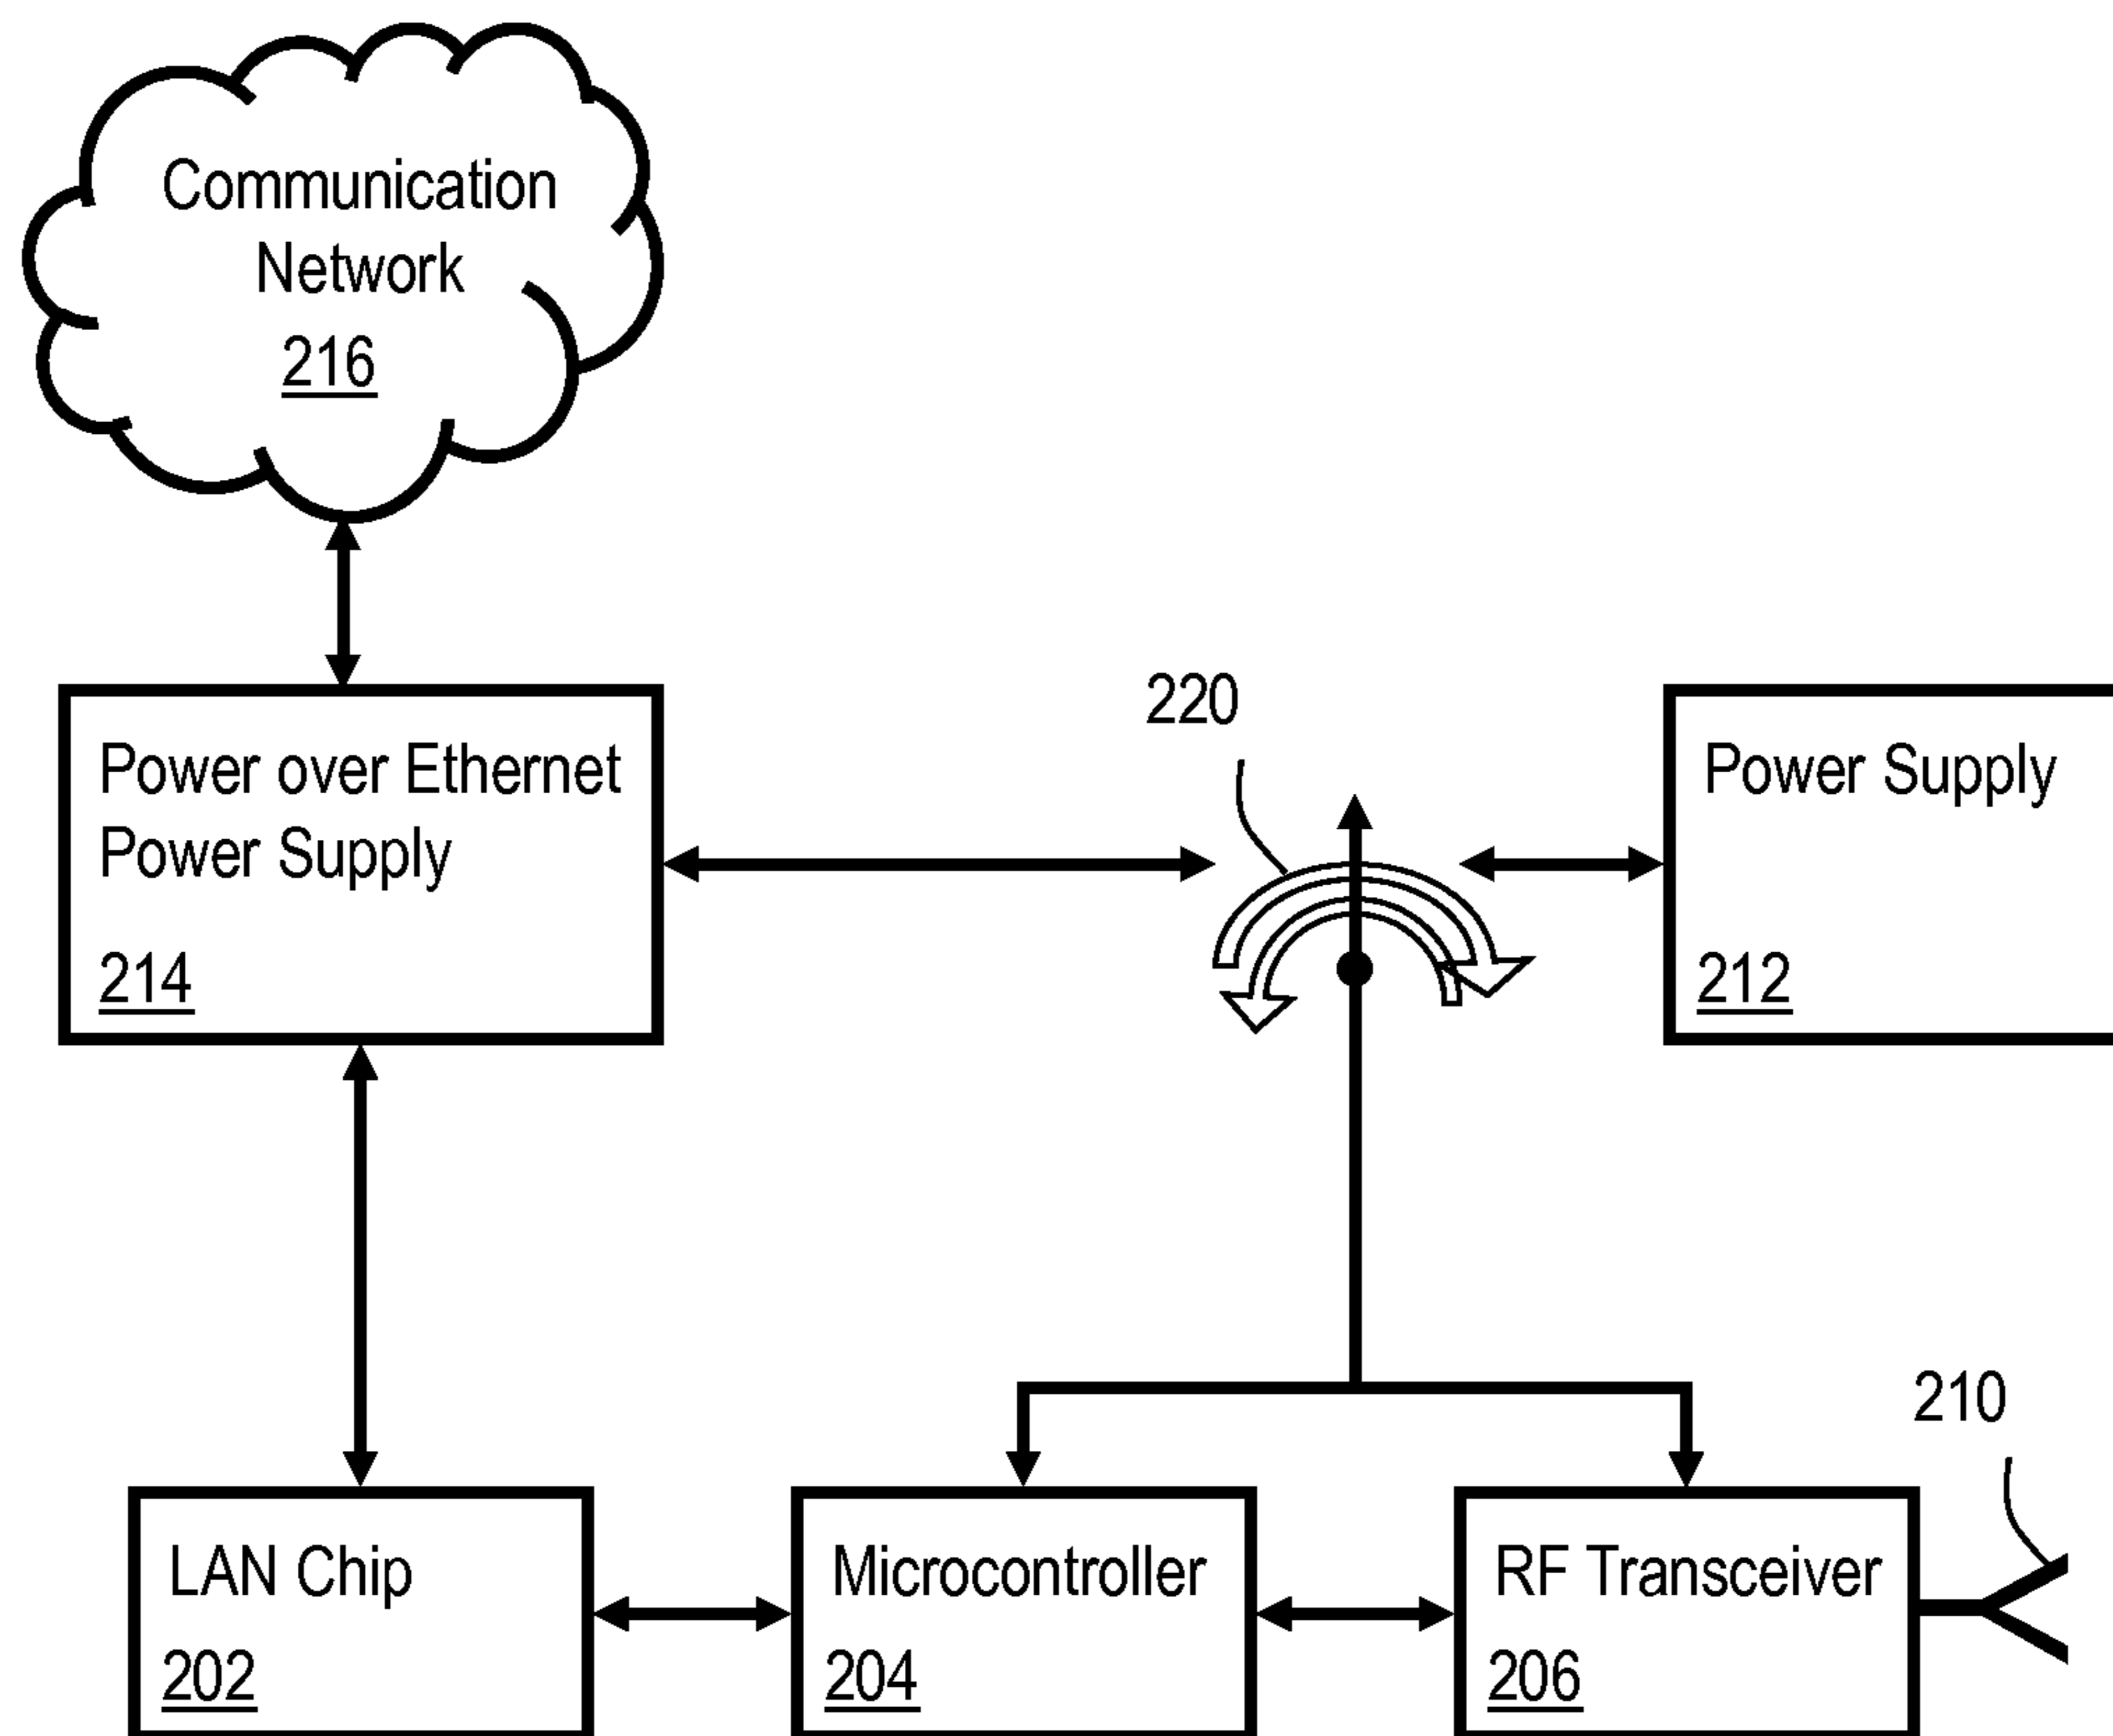 Communication
Network
216
220
Power over Ethernet
Power Supply
214
Power Supply
212
210
LAN Chip
202
Microcontroller
204
RF Transceiver
206